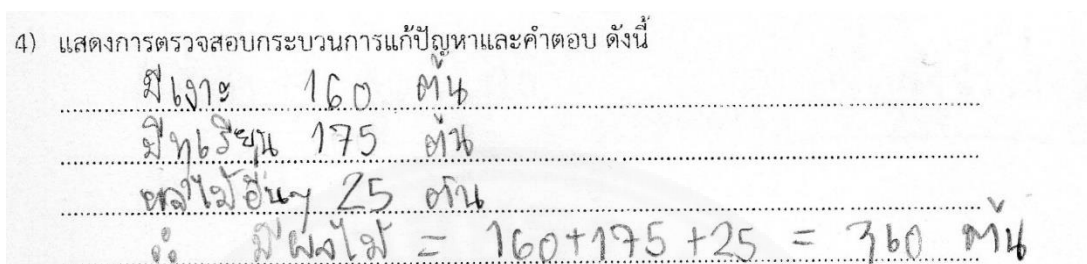 4) แสดงการตรวจสอบกระบวนการแก้ปัญหาและคำตอบ ดังนี้
มีเงาะ 160 ต้น
มีทุเรียน 175 ต้น
ผลไม้อื่นๆ 25 ต้น
∴ มีผลไม้ = 160+175+25 = 360 ต้น